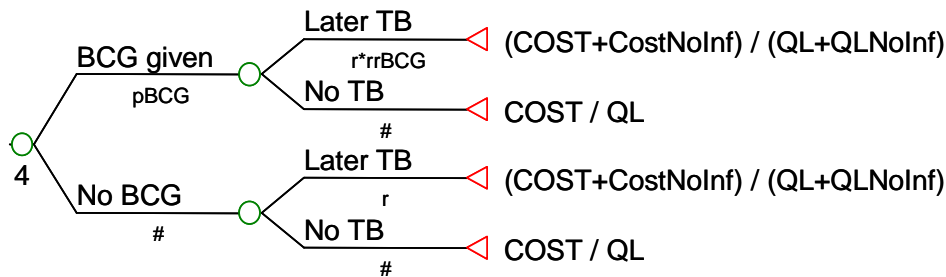 Later TB
(COST+CostNoInf) / (QL+QLNoInf)
BCG given
r*rrBCG
pBCG
No TB
COST / QL
#
4
Later TB
(COST+CostNoInf) / (QL+QLNoInf)
No BCG
r
#
No TB
COST / QL
#